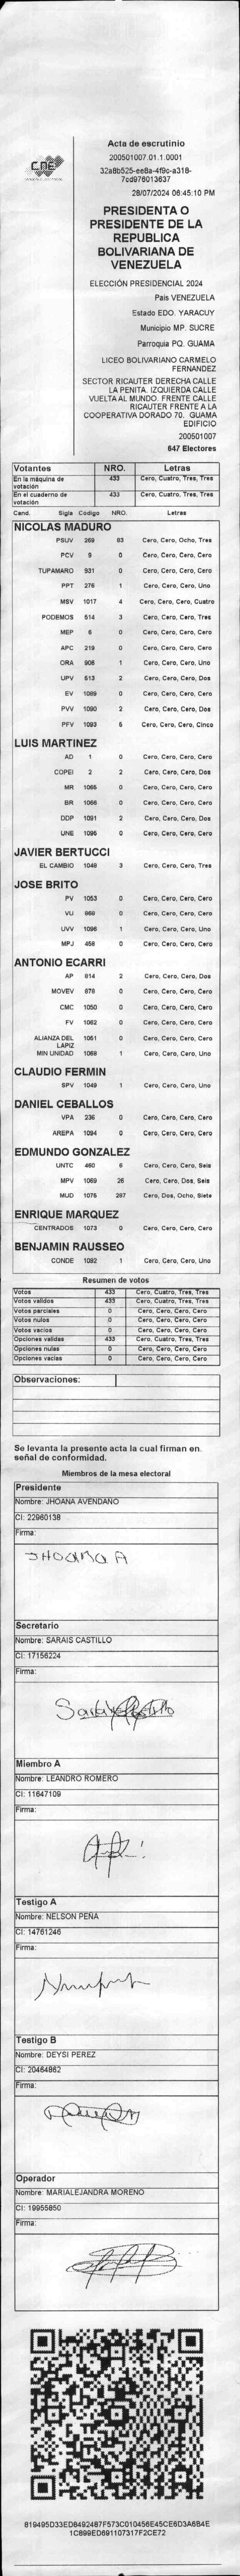 CNE
Acta de escrutinio
200501007.01.1.0001
32a8b525-ee8a-4f9c-a318-
7cd976013637
28/07/2024 06:45:10 PM
PRESIDENTA O
PRESIDENTE DE LA
REPUBLICA
BOLIVARIANA DE
VENEZUELA
ELECCIÓN PRESIDENCIAL 2024
País VENEZUELA
Estado EDO. YARACUY
Municipio MP. SUCRE
Parroquia PQ. GUAMA
LICEO BOLIVARIANO CARMELO
FERNANDEZ
SECTOR RICAUTER DERECHA CALLE
LA PENITA. IZQUIERDA CALLE
VUELTA AL MUNDO. FRENTE CALLE
RICAUTER FRENTE A LA
COOPERATIVA DORADO 70. GUAMA
EDIFICIO
200501007
647 Electores
Votantes NRO. Letras
En la máquina de votación 433 Cero, Cuatro, Tres, Tres
En el cuaderno de votación 433 Cero, Cuatro, Tres, Tres
Cand. Sigla Codigo NRO. Letras
NICOLAS MADURO
PSUV 269 83 Cero, Cero, Ocho, Tres
PCV 9 0 Cero, Cero, Cero, Cero
TUPAMARO 931 0 Cero, Cero, Cero, Cero
PPT 276 1 Cero, Cero, Cero, Uno
MSV 1017 4 Cero, Cero, Cero, Cuatro
PODEMOS 514 3 Cero, Cero, Cero, Tres
MEP 6 0 Cero, Cero, Cero, Cero
APC 219 0 Cero, Cero, Cero, Cero
ORA 906 1 Cero, Cero, Cero, Uno
UPV 513 2 Cero, Cero, Cero, Dos
EV 1089 0 Cero, Cero, Cero, Cero
PVV 1090 2 Cero, Cero, Cero, Dos
PFV 1093 5 Cero, Cero, Cero, Cinco
LUIS MARTINEZ
AD 1 0 Cero, Cero, Cero, Cero
COPEI 2 2 Cero, Cero, Cero, Dos
MR 1065 0 Cero, Cero, Cero, Cero
BR 1066 0 Cero, Cero, Cero, Cero
DDP 1091 2 Cero, Cero, Cero, Dos
UNE 1095 0 Cero, Cero, Cero, Cero
JAVIER BERTUCCI
EL CAMBIO 1048 3 Cero, Cero, Cero, Tres
JOSE BRITO
PV 1053 0 Cero, Cero, Cero, Cero
VU 969 0 Cero, Cero, Cero, Cero
UVV 1096 1 Cero, Cero, Cero, Uno
MPJ 458 0 Cero, Cero, Cero, Cero
ANTONIO ECARRI
AP 814 2 Cero, Cero, Cero, Dos
MOVEV 878 0 Cero, Cero, Cero, Cero
CMC 1050 0 Cero, Cero, Cero, Cero
FV 1062 0 Cero, Cero, Cero, Cero
ALIANZA DEL LAPIZ 1061 0 Cero, Cero, Cero, Cero
MIN UNIDAD 1068 1 Cero, Cero, Cero, Uno
CLAUDIO FERMIN
SPV 1049 1 Cero, Cero, Cero, Uno
DANIEL CEBALLOS
VPA 236 0 Cero, Cero, Cero, Cero
AREPA 1094 0 Cero, Cero, Cero, Cero
EDMUNDO GONZALEZ
UNTC 460 6 Cero, Cero, Cero, Seis
MPV 1069 26 Cero, Cero, Dos, Seis
MUD 1076 287 Cero, Dos, Ocho, Siete
ENRIQUE MARQUEZ
CENTRADOS 1073 0 Cero, Cero, Cero, Cero
BENJAMIN RAUSSEO
CONDE 1082 1 Cero, Cero, Cero, Uno
Resumen de votos
Votos 433 Cero, Cuatro, Tres, Tres
Votos validos 433 Cero, Cuatro, Tres, Tres
Votos parciales 0 Cero, Cero, Cero, Cero
Votos nulos 0 Cero, Cero, Cero, Cero
Votos vacios 0 Cero, Cero, Cero, Cero
Opciones validas 433 Cero, Cuatro, Tres, Tres
Opciones nulas 0 Cero, Cero, Cero, Cero
Opciones vacias 0 Cero, Cero, Cero, Cero
Observaciones:
Se levanta la presente acta la cual firman en
señal de conformidad.
Miembros de la mesa electoral
Presidente
Nombre: JHOANA AVENDAÑO
CI: 22960138
Firma:
JHOANA A
Secretario
Nombre: SARAIS CASTILLO
CI: 17156224
Firma:
Miembro A
Nombre: LEANDRO ROMERO
CI: 11647109
Firma:
Testigo A
Nombre: NELSON PEÑA
CI: 14761246
Firma:
Testigo B
Nombre: DEYSI PEREZ
CI: 20464862
Firma:
Operador
Nombre: MARIALEJANDRA MORENO
CI: 19955850
Firma:
819495D33ED8492487F573C010456E45CE6D3A6B4E
1C899ED691107317F2CE72